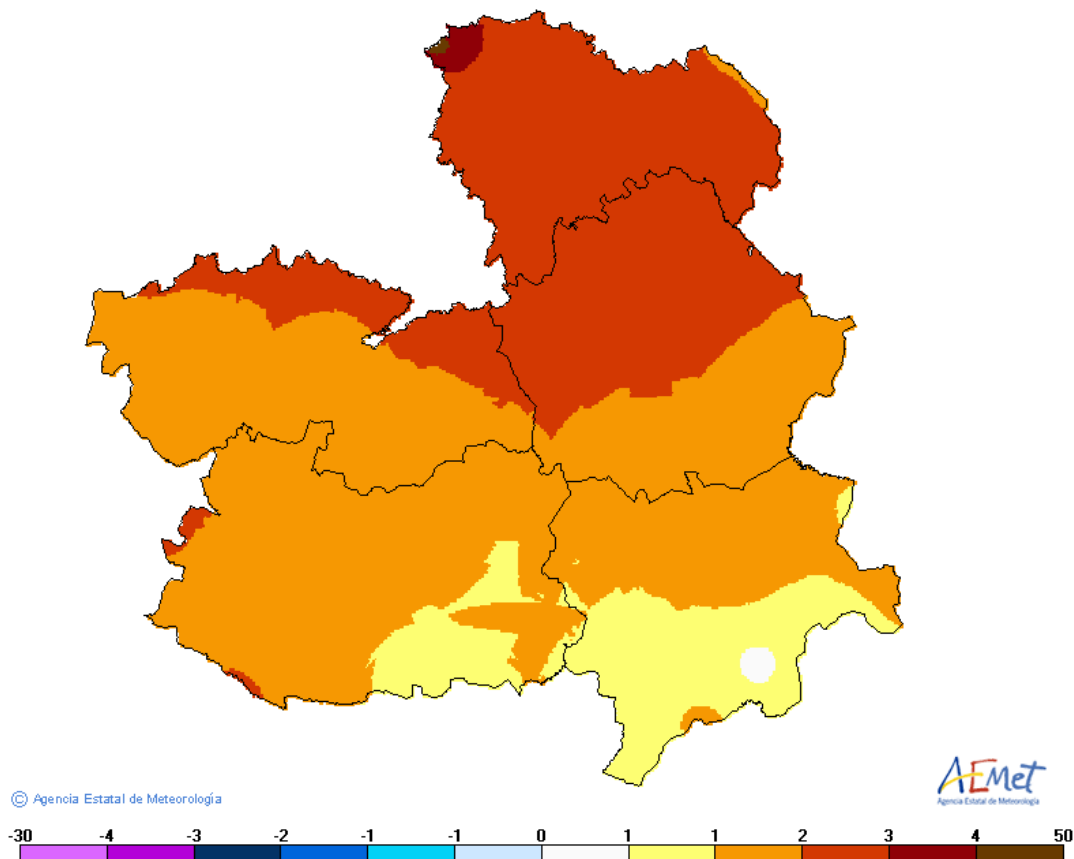 AEMet
Agencia Estatal de Meteorología
© Agencia Estatal de Meteorología
-30 -4 -3 -2 -1 -1 0 1 1 2 3 4 50